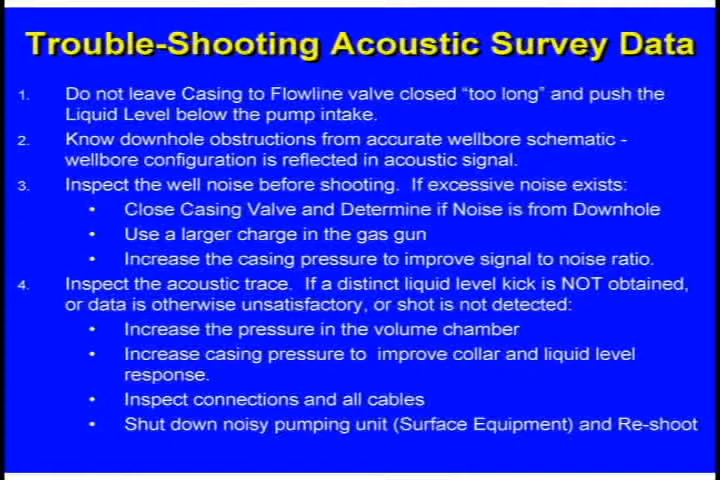 Trouble-Shooting Acoustic Survey Data
1. Do not leave Casing to Flowline valve closed “too long” and push the
Liquid Level below the pump intake.
2. Know downhole obstructions from accurate wellbore schematic -
wellbore configuration is reflected in acoustic signal.
3. Inspect the well noise before shooting. If excessive noise exists:
• Close Casing Valve and Determine if Noise is from Downhole
• Use a larger charge in the gas gun
• Increase the casing pressure to improve signal to noise ratio.
4. Inspect the acoustic trace. If a distinct liquid level kick is NOT obtained,
or data is otherwise unsatisfactory, or shot is not detected:
• Increase the pressure in the volume chamber
• Increase casing pressure to improve collar and liquid level
response.
• Inspect connections and all cables
• Shut down noisy pumping unit (Surface Equipment) and Re-shoot